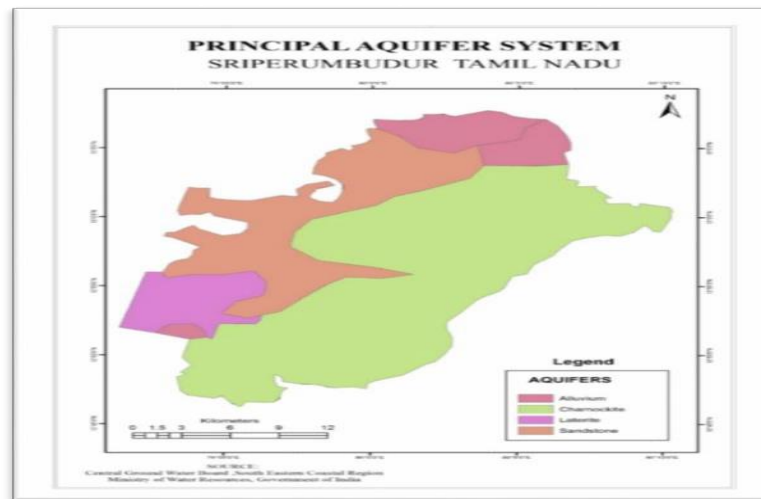 PRINCIPAL AQUIFER SYSTEM
SRIPERUMBUDUR TAMIL NADU
N
Legend
AQUIFERS
Alluvium
Charnockite
Laterite
Sandstone
Kilometers
0 1.5 3 6 9 12
SOURCE:
Central Ground Water Board ,South Eastern Coastal Region
Ministry of Water Resources, Government of India